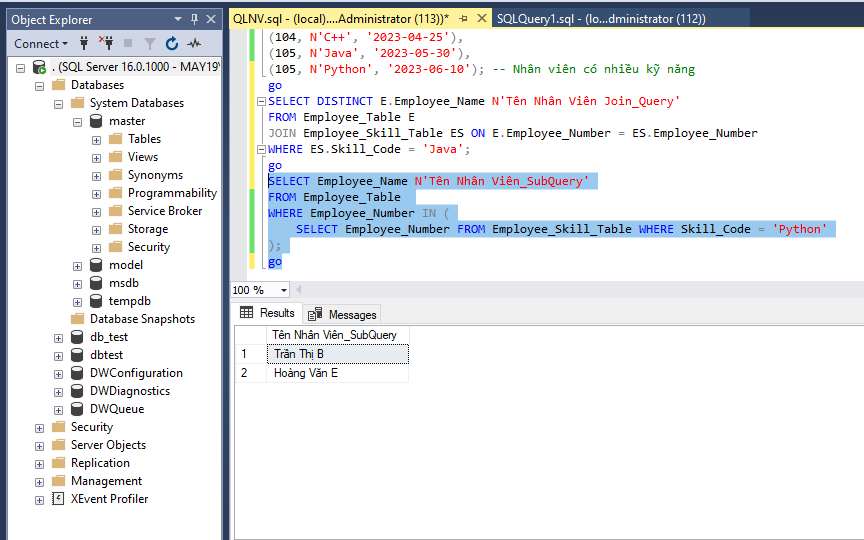 Object Explorer
Connect
. (SQL Server 16.0.1000 - MAY19V
Databases
System Databases
master
Tables
Views
Synonyms
Programmability
Service Broker
Storage
Security
model
msdb
tempdb
Database Snapshots
db_test
dbtest
DWConfiguration
DWDiagnostics
DWQueue
Security
Server Objects
Replication
Management
XEvent Profiler
QLNV.sql - (local)....Administrator (113))*
SQLQuery1.sql - (lo...dministrator (112))
(104, N'C++', '2023-04-25'),
(105, N'Java', '2023-05-30'),
(105, N'Python', '2023-06-10'); -- Nhân viên có nhiều kỹ năng
go
SELECT DISTINCT E.Employee_Name N'Tên Nhân Viên Join_Query'
FROM Employee_Table E
JOIN Employee_Skill_Table ES ON E.Employee_Number = ES.Employee_Number
WHERE ES.Skill_Code = 'Java';
go
SELECT Employee_Name N'Tên Nhân Viên_SubQuery'
FROM Employee_Table
WHERE Employee_Number IN (
SELECT Employee_Number FROM Employee_Skill_Table WHERE Skill_Code = 'Python'
);
go
100 %
Results
Messages
Tên Nhân Viên_SubQuery
1 Trần Thị B
2 Hoàng Văn E